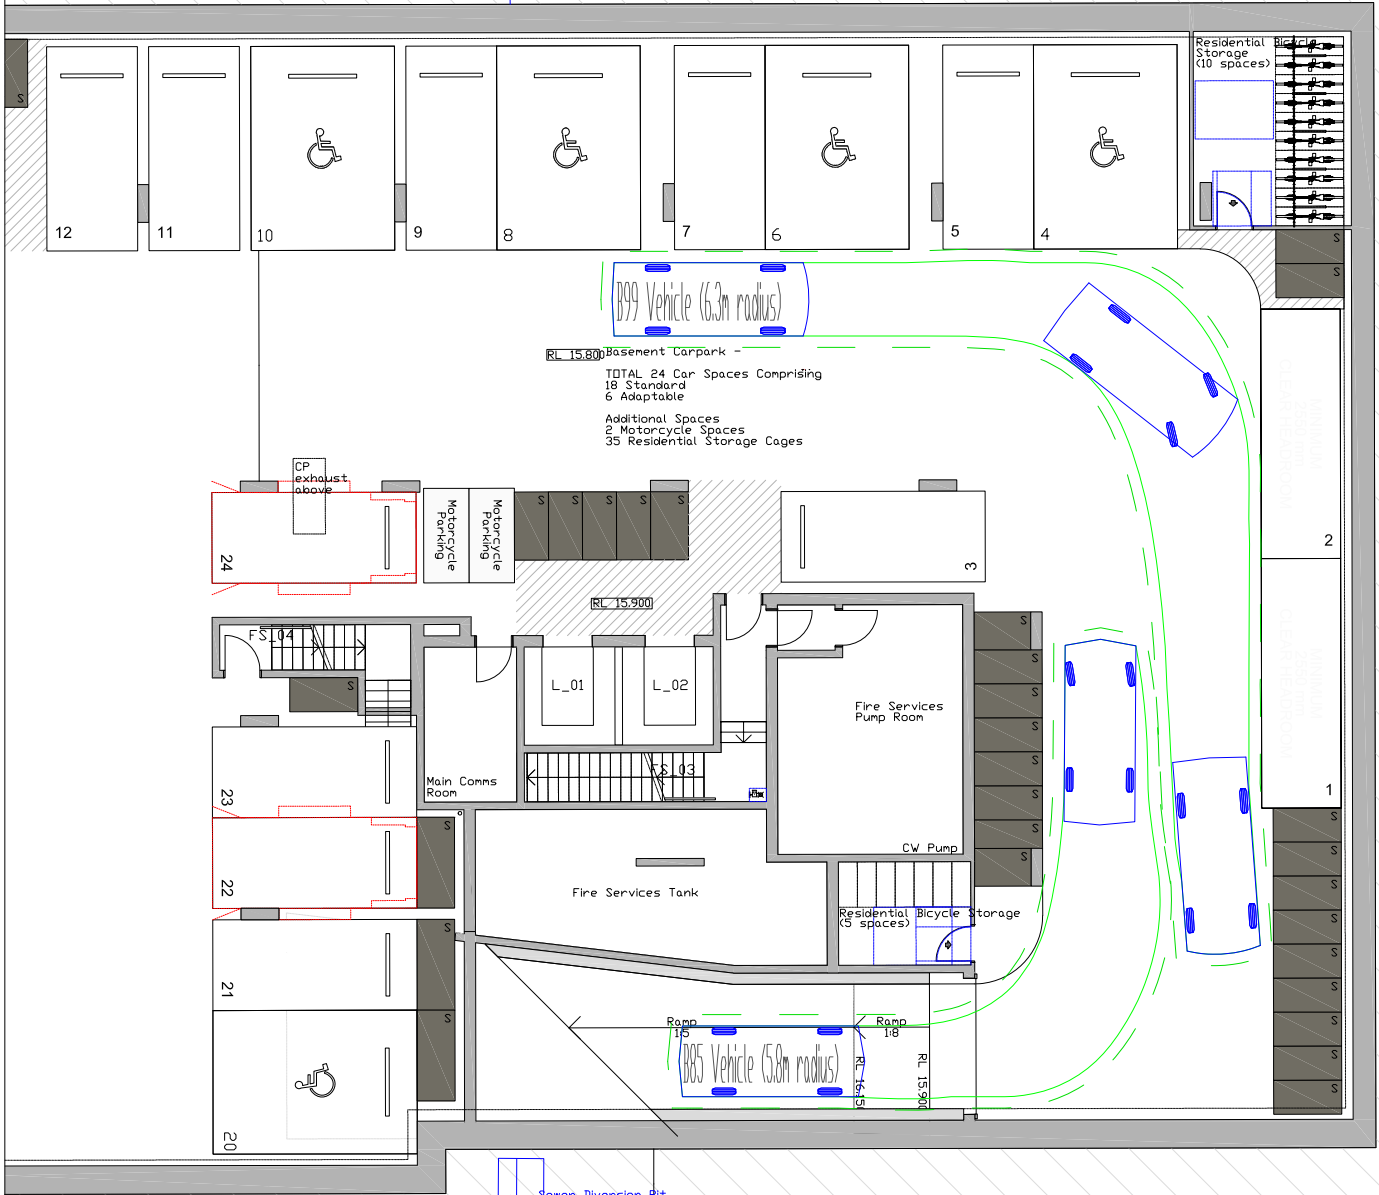 Residential Bicycle
Storage
(10 spaces)
S
12
11
10
9
8
7
6
5
4
S
S
B99 Vehicle (6.3m radius)
RL 15.800
Basement Carpark -
TOTAL 24 Car Spaces Comprising
18 Standard
6 Adaptable
Additional Spaces
2 Motorcycle Spaces
35 Residential Storage Cages
CP
exhaust
above
24
Motorcycle
Parking
Motorcycle
Parking
S
S
S
S
S
3
2
RL 15.900
FS_04
S
L_01
L_02
Fire Services
Pump Room
S
S
S
S
S
S
S
S
FS_03
Main Comms
Room
23
1
CW Pump
22
S
Fire Services Tank
Residential Bicycle Storage
(5 spaces)
S
21
S
S
S
S
S
S
S
S
S
S
Ramp
1:5
Ramp
1:8
B85 Vehicle (5.8m radius)
RL 16.15
RL 15.900
20
Sewer Diversion Pit